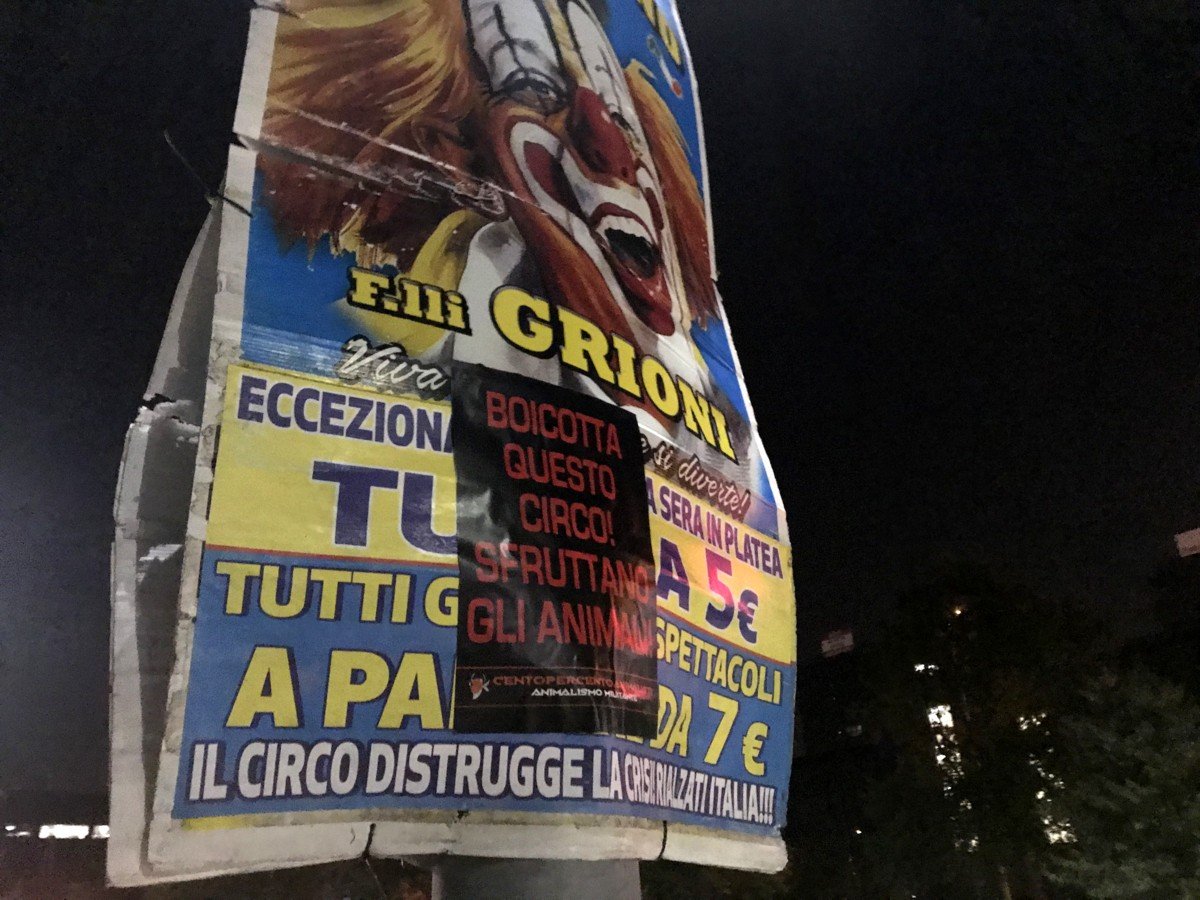 F.lli GRIONI
Viva
e si diverte!
ECCEZIONA
A SERA IN PLATEA
TU
A 5€
TUTTI G
SPETTACOLI
A PA
DA 7€
IL CIRCO DISTRUGGE LA CRISI! RIALZATI ITALIA!!!
BOICOTTA
QUESTO
CIRCO!
SFRUTTANO
GLI ANIMALI
ANIMALISMO MILITANTE